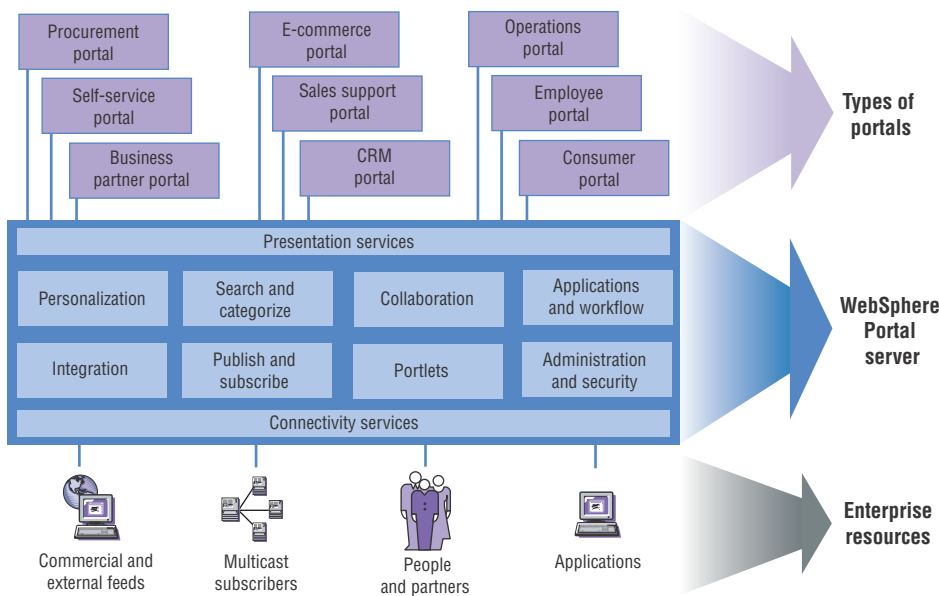 Procurement
portal
Self-service
portal
Business
partner portal
E-commerce
portal
Sales support
portal
CRM
portal
Operations
portal
Employee
portal
Consumer
portal
Types of
portals
Presentation services
Personalization
Search and
categorize
Collaboration
Applications
and workflow
Integration
Publish and
subscribe
Portlets
Administration
and security
Connectivity services
WebSphere
Portal
server
Commercial and
external feeds
Multicast
subscribers
People
and partners
Applications
Enterprise
resources